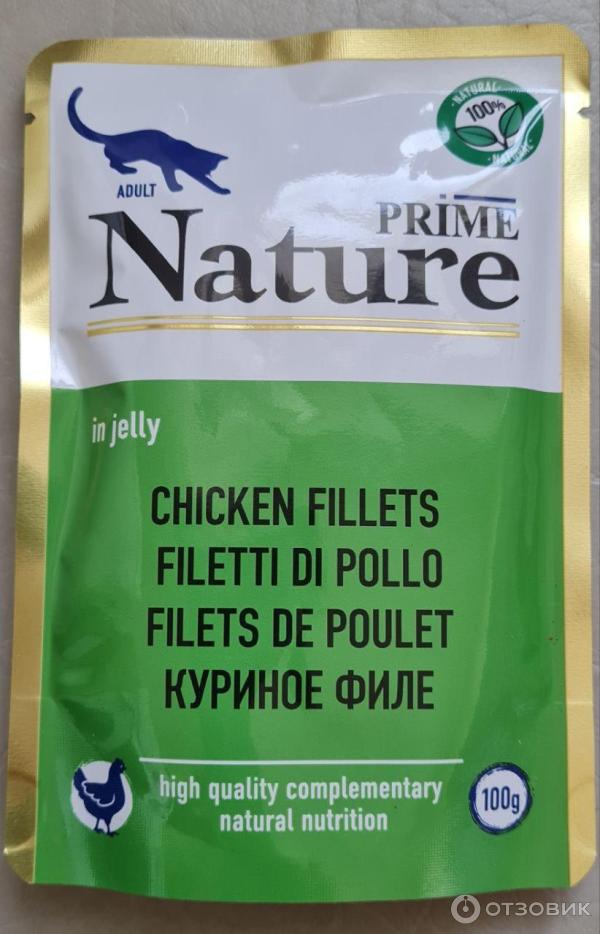 NATURAL
100%
NATURAL
ADULT
PRIME
Nature
in jelly
CHICKEN FILLETS
FILETTI DI POLLO
FILETS DE POULET
КУРИНОЕ ФИЛЕ
high quality complementary
natural nutrition
100g
ОТЗОВИК